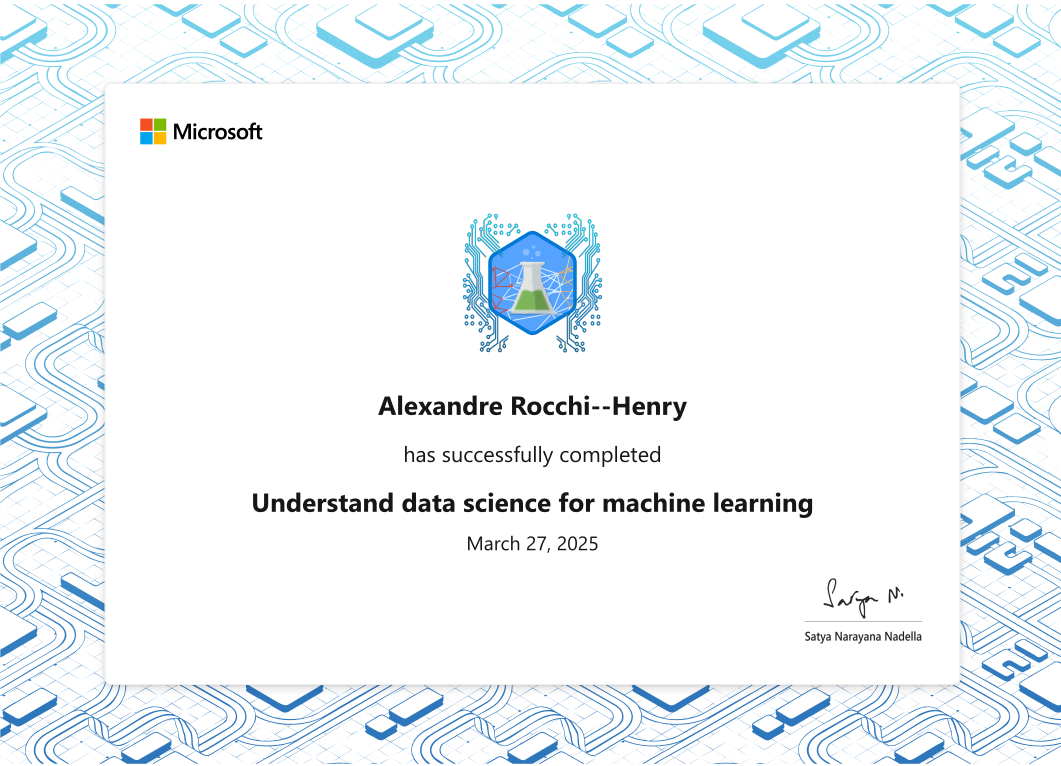 Microsoft
Alexandre Rocchi--Henry
has successfully completed
Understand data science for machine learning
March 27, 2025
Satya N.
Satya Narayana Nadella